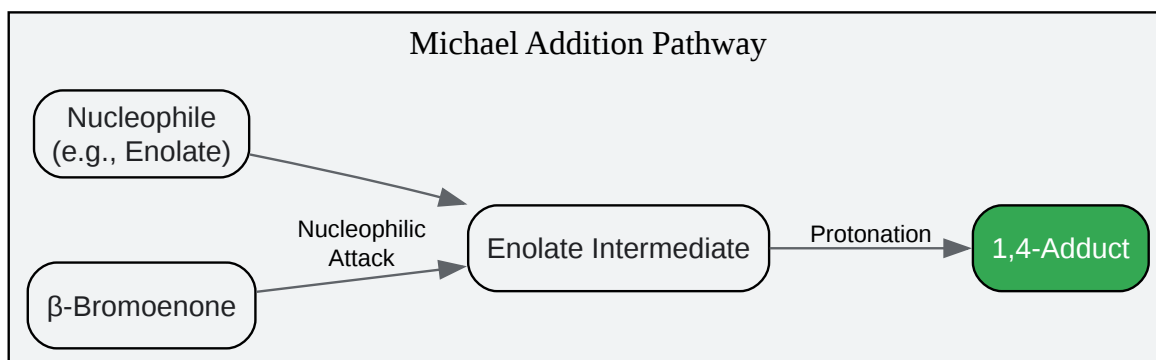 Michael Addition Pathway
Nucleophile
(e.g., Enolate)
Nucleophilic
Attack
β-Bromoenone
Enolate Intermediate
Protonation
1,4-Adduct